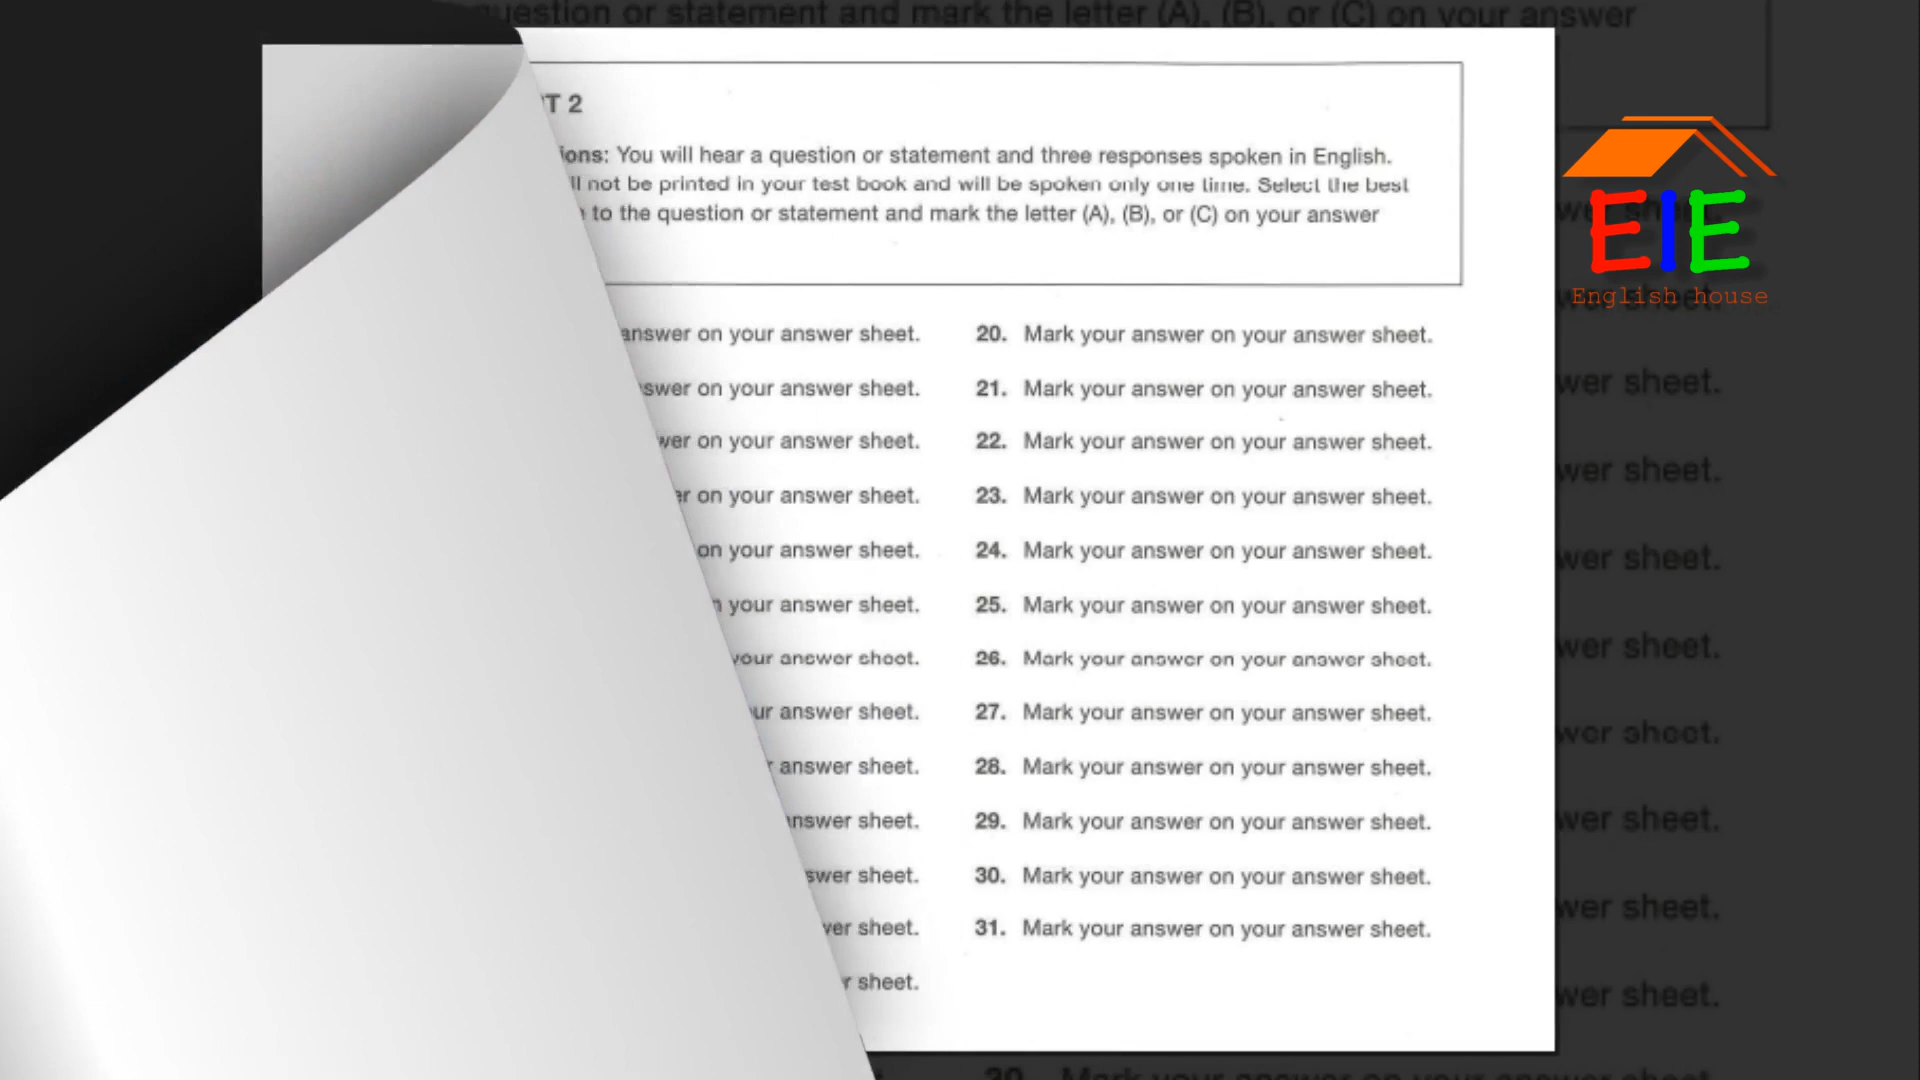 question or statement and mark the letter (A), (B), or (C) on your answer
T 2
ions: You will hear a question or statement and three responses spoken in English.
ll not be printed in your test book and will be spoken only one time. Select the best
to the question or statement and mark the letter (A), (B), or (C) on your answer
answer on your answer sheet.
swer on your answer sheet.
wer on your answer sheet.
er on your answer sheet.
on your answer sheet.
n your answer sheet.
your answer sheet.
ur answer sheet.
r answer sheet.
nswer sheet.
swer sheet.
ver sheet.
r sheet.
20. Mark your answer on your answer sheet.
21. Mark your answer on your answer sheet.
22. Mark your answer on your answer sheet.
23. Mark your answer on your answer sheet.
24. Mark your answer on your answer sheet.
25. Mark your answer on your answer sheet.
26. Mark your answer on your answer sheet.
27. Mark your answer on your answer sheet.
28. Mark your answer on your answer sheet.
29. Mark your answer on your answer sheet.
30. Mark your answer on your answer sheet.
31. Mark your answer on your answer sheet.
EIE
English house
wer sheet.
wer sheet.
wer sheet.
wer sheet.
wer sheet.
wer sheet.
wer sheet.
wer sheet.